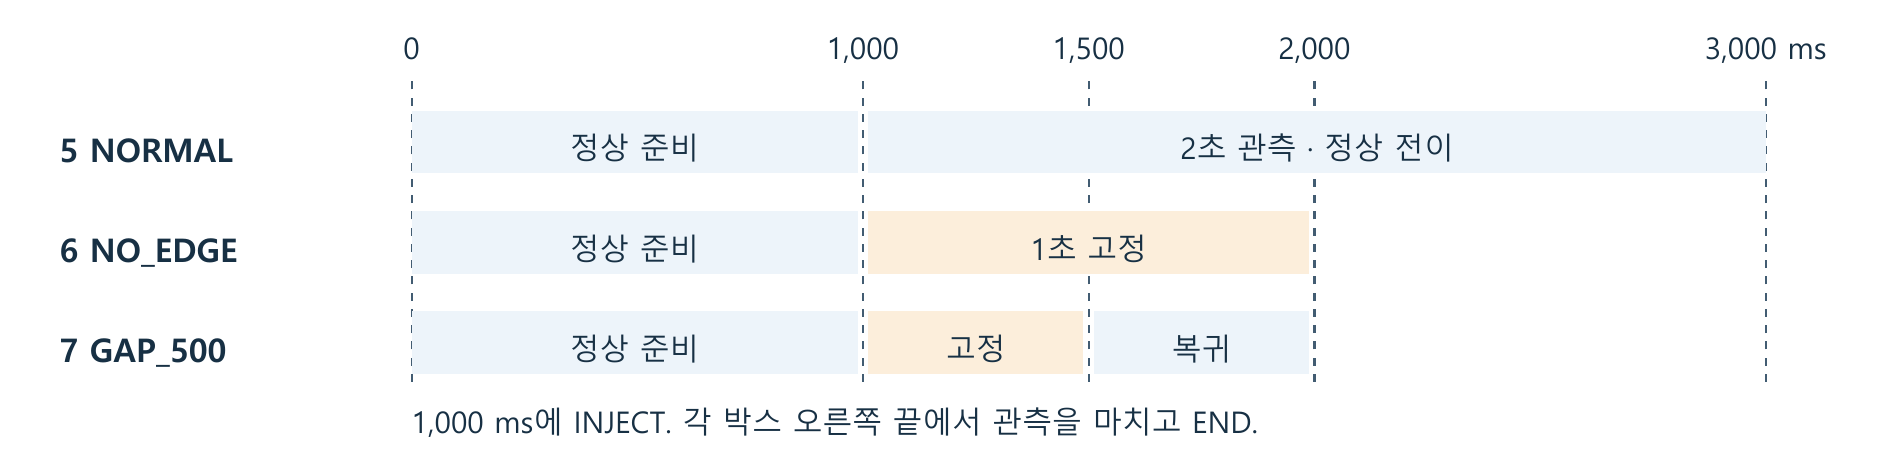 0 1,000 1,500 2,000 3,000 ms
5 NORMAL 정상 준비 2초 관측 · 정상 전이
6 NO_EDGE 정상 준비 1초 고정
7 GAP_500 정상 준비 고정 복귀
1,000 ms에 INJECT. 각 박스 오른쪽 끝에서 관측을 마치고 END.